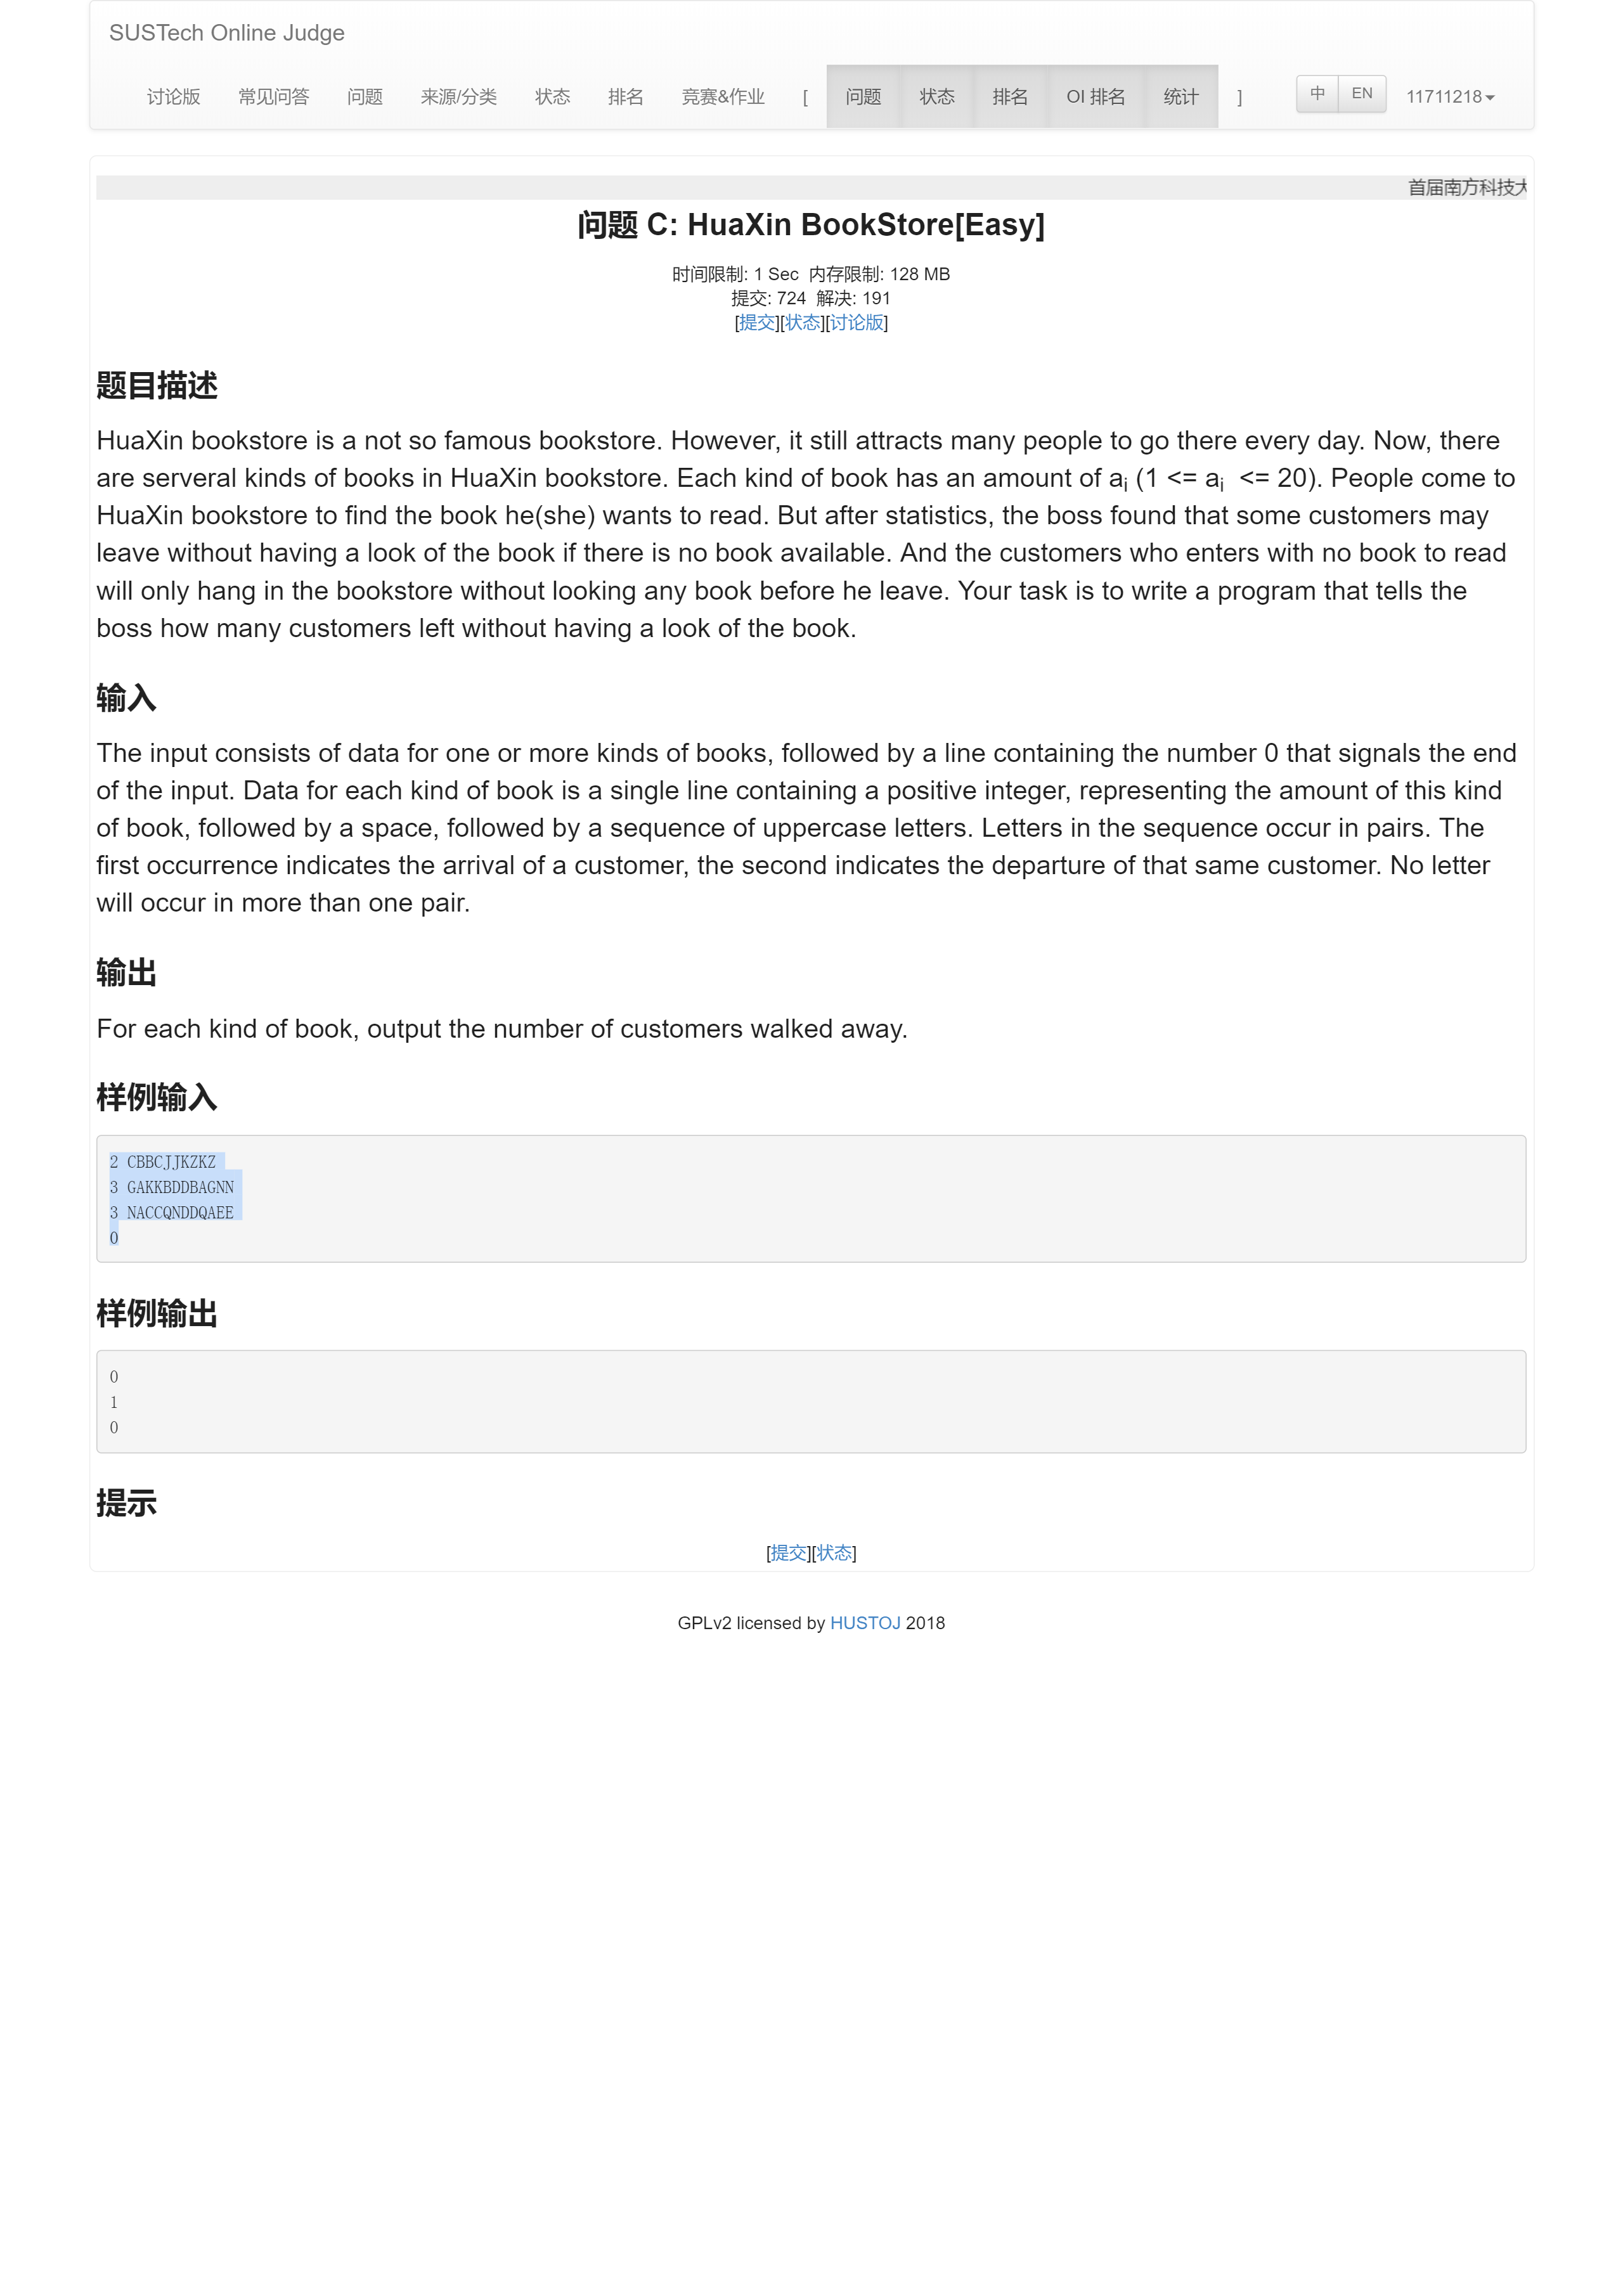 SUSTech Online Judge
讨论版 常见问答 问题 来源/分类 状态 排名 竞赛&作业 [ 问题 状态 排名 OI 排名 统计 ] 中 EN 11711218
首届南方科技大
问题 C: HuaXin BookStore[Easy]
时间限制: 1 Sec 内存限制: 128 MB
提交: 724 解决: 191
[提交][状态][讨论版]
题目描述
HuaXin bookstore is a not so famous bookstore. However, it still attracts many people to go there every day. Now, there
are serveral kinds of books in HuaXin bookstore. Each kind of book has an amount of ai (1 <= ai <= 20). People come to
HuaXin bookstore to find the book he(she) wants to read. But after statistics, the boss found that some customers may
leave without having a look of the book if there is no book available. And the customers who enters with no book to read
will only hang in the bookstore without looking any book before he leave. Your task is to write a program that tells the
boss how many customers left without having a look of the book.
输入
The input consists of data for one or more kinds of books, followed by a line containing the number 0 that signals the end
of the input. Data for each kind of book is a single line containing a positive integer, representing the amount of this kind
of book, followed by a space, followed by a sequence of uppercase letters. Letters in the sequence occur in pairs. The
first occurrence indicates the arrival of a customer, the second indicates the departure of that same customer. No letter
will occur in more than one pair.
输出
For each kind of book, output the number of customers walked away.
样例输入
2 CBBCJJKZKZ
3 GAKKBDDBAGNN
3 NACCQNDDQAEE
0
样例输出
0
1
0
提示
[提交][状态]
GPLv2 licensed by HUSTOJ 2018